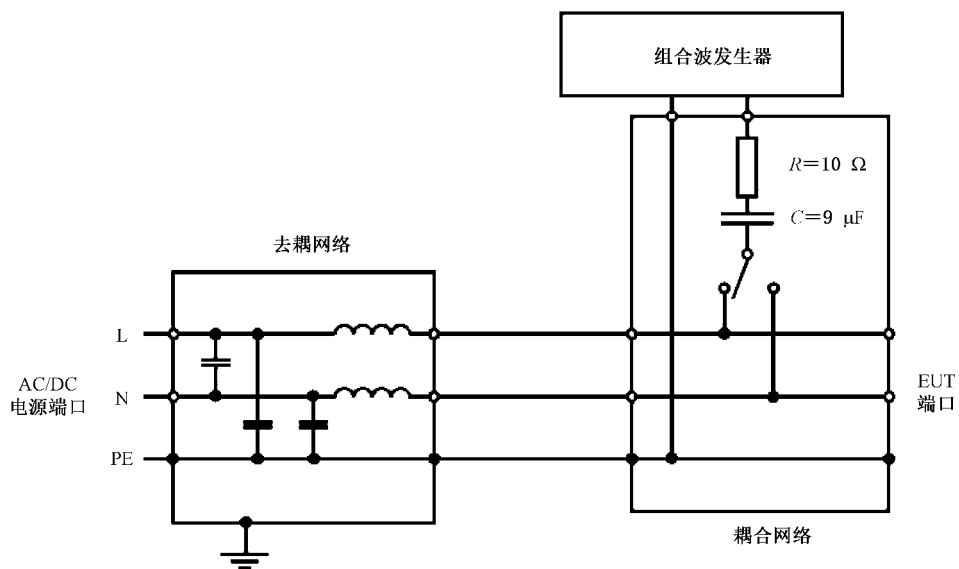 组合波发生器
R=10 Ω
C=9 μF
去耦网络
L
AC/DC
电源端口
N
EUT
端口
PE
耦合网络